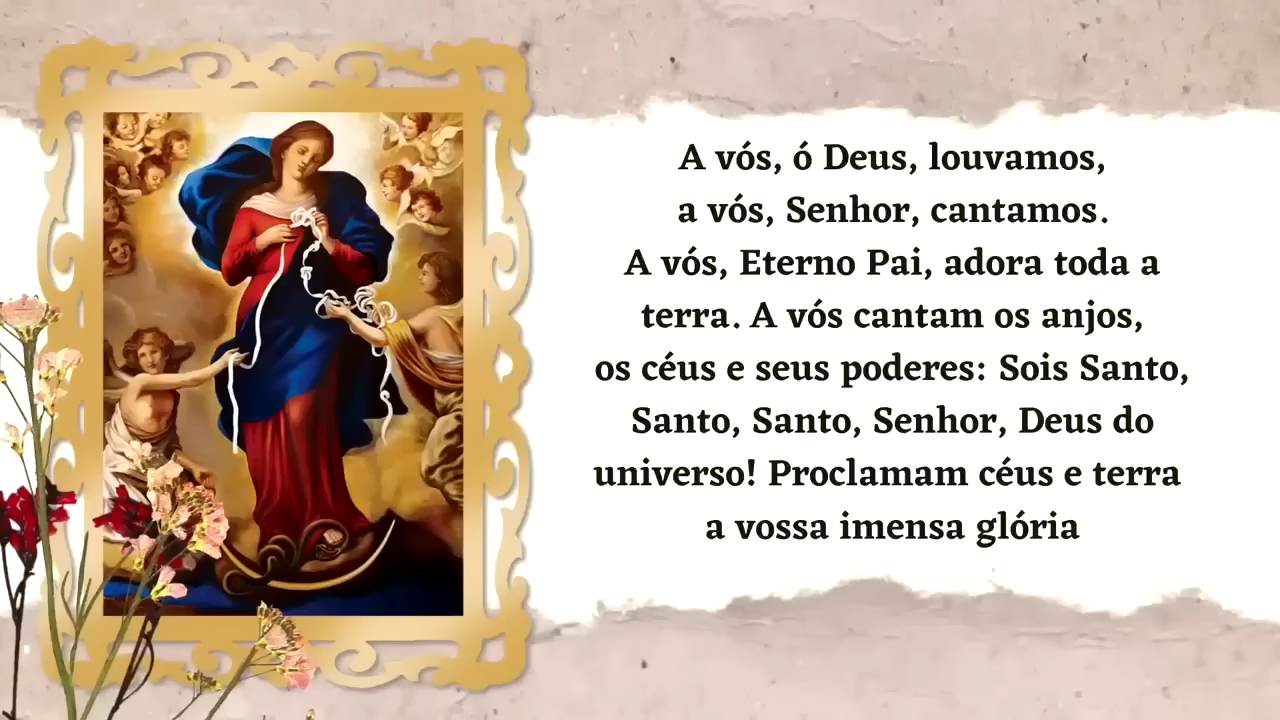 A vós, ó Deus, louvamos,
a vós, Senhor, cantamos.
A vós, Eterno Pai, adora toda a
terra. A vós cantam os anjos,
os céus e seus poderes: Sois Santo,
Santo, Santo, Senhor, Deus do
universo! Proclamam céus e terra
a vossa imensa glória